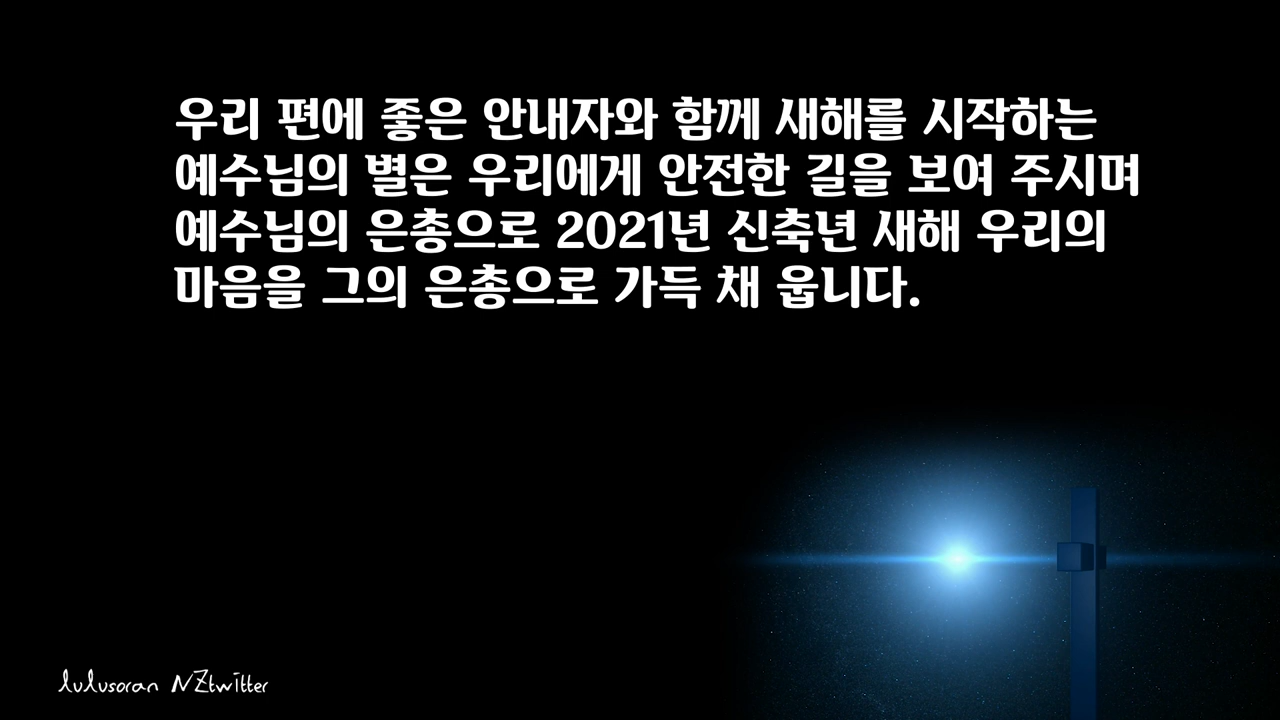 우리 편에 좋은 안내자와 함께 새해를 시작하는
예수님의 별은 우리에게 안전한 길을 보여 주시며
예수님의 은총으로 2021년 신축년 새해 우리의
마음을 그의 은총으로 가득 채 웁니다.
lulusoran NZtwitter